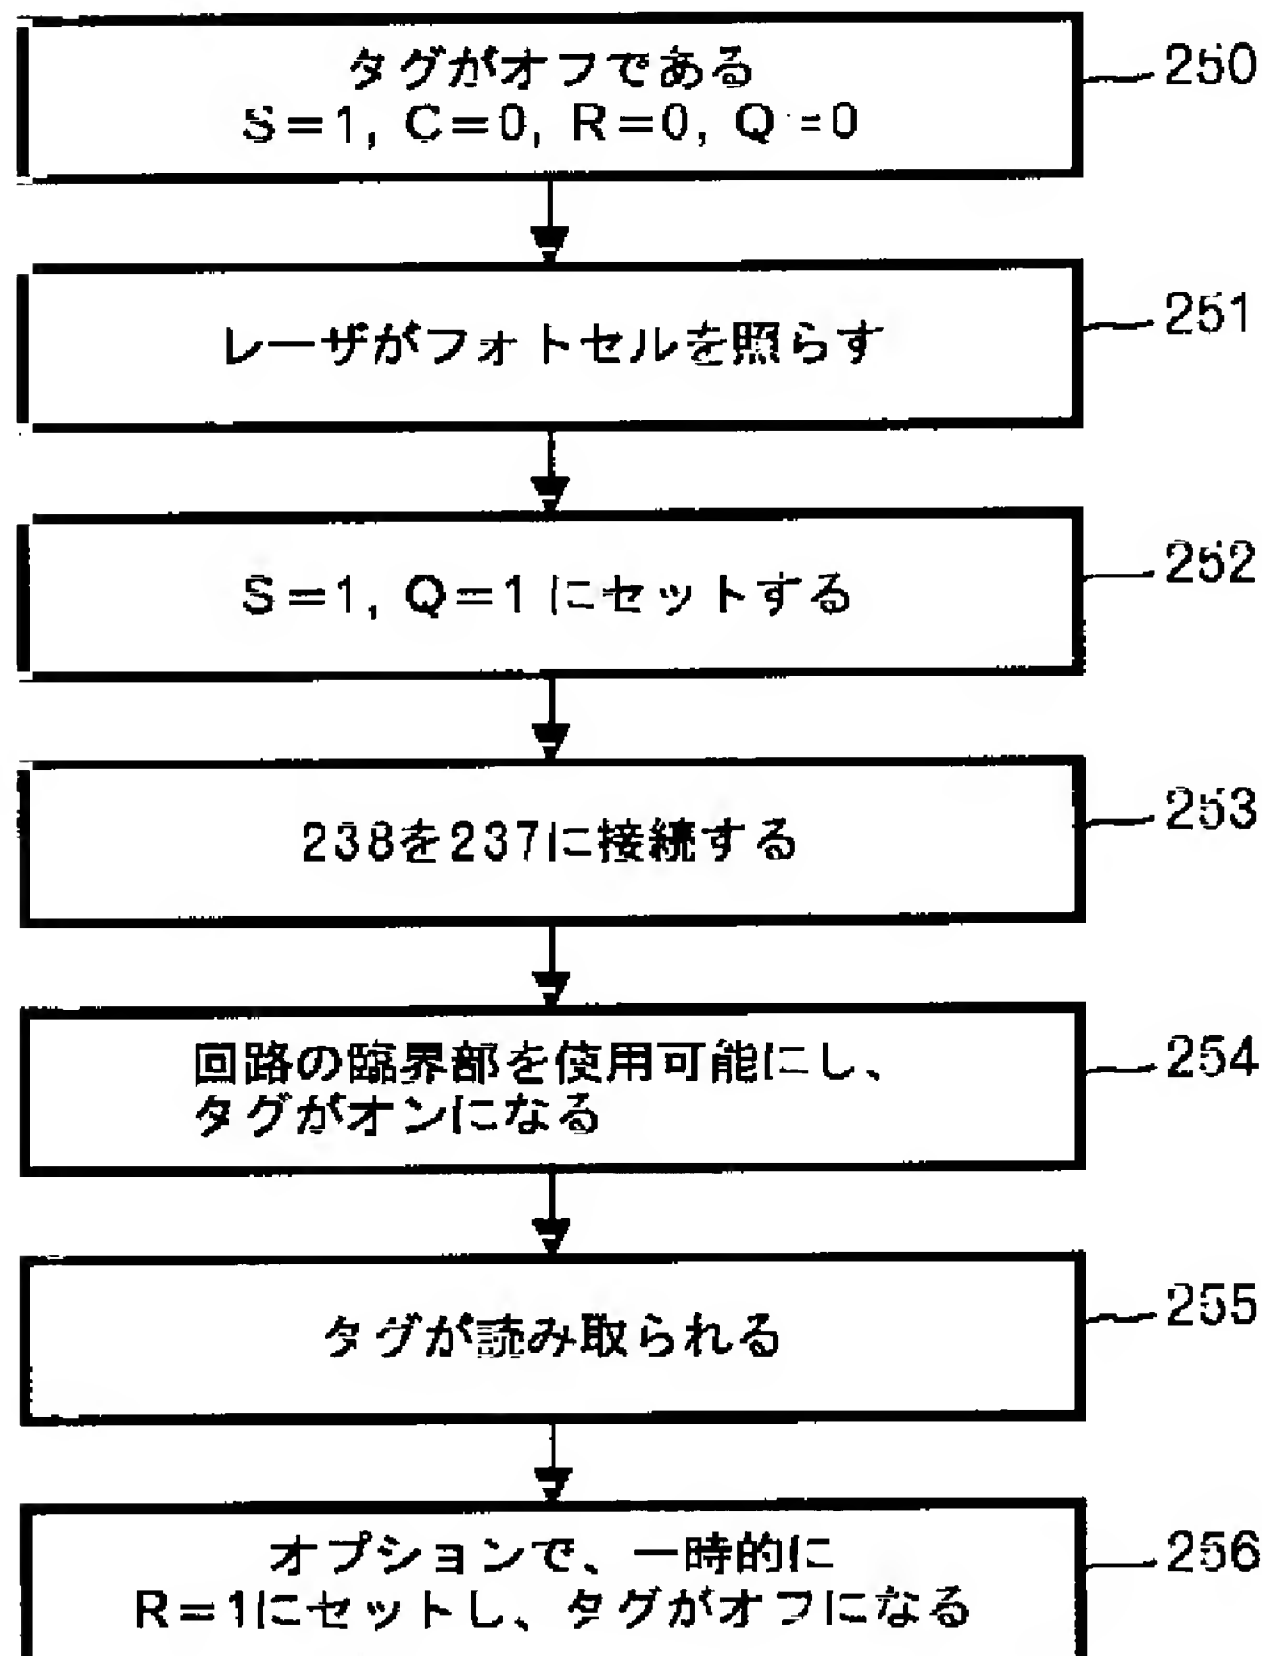 タグがオフである
S=1, C=0, R=0, Q=0
250
レーザがフォトセルを照らす
251
S=1, Q=1にセットする
252
238を237に接続する
253
回路の臨界部を使用可能にし、
タグがオンになる
254
タグが読み取られる
255
オプションで、一時的に
R=1にセットし、タグがオフになる
256